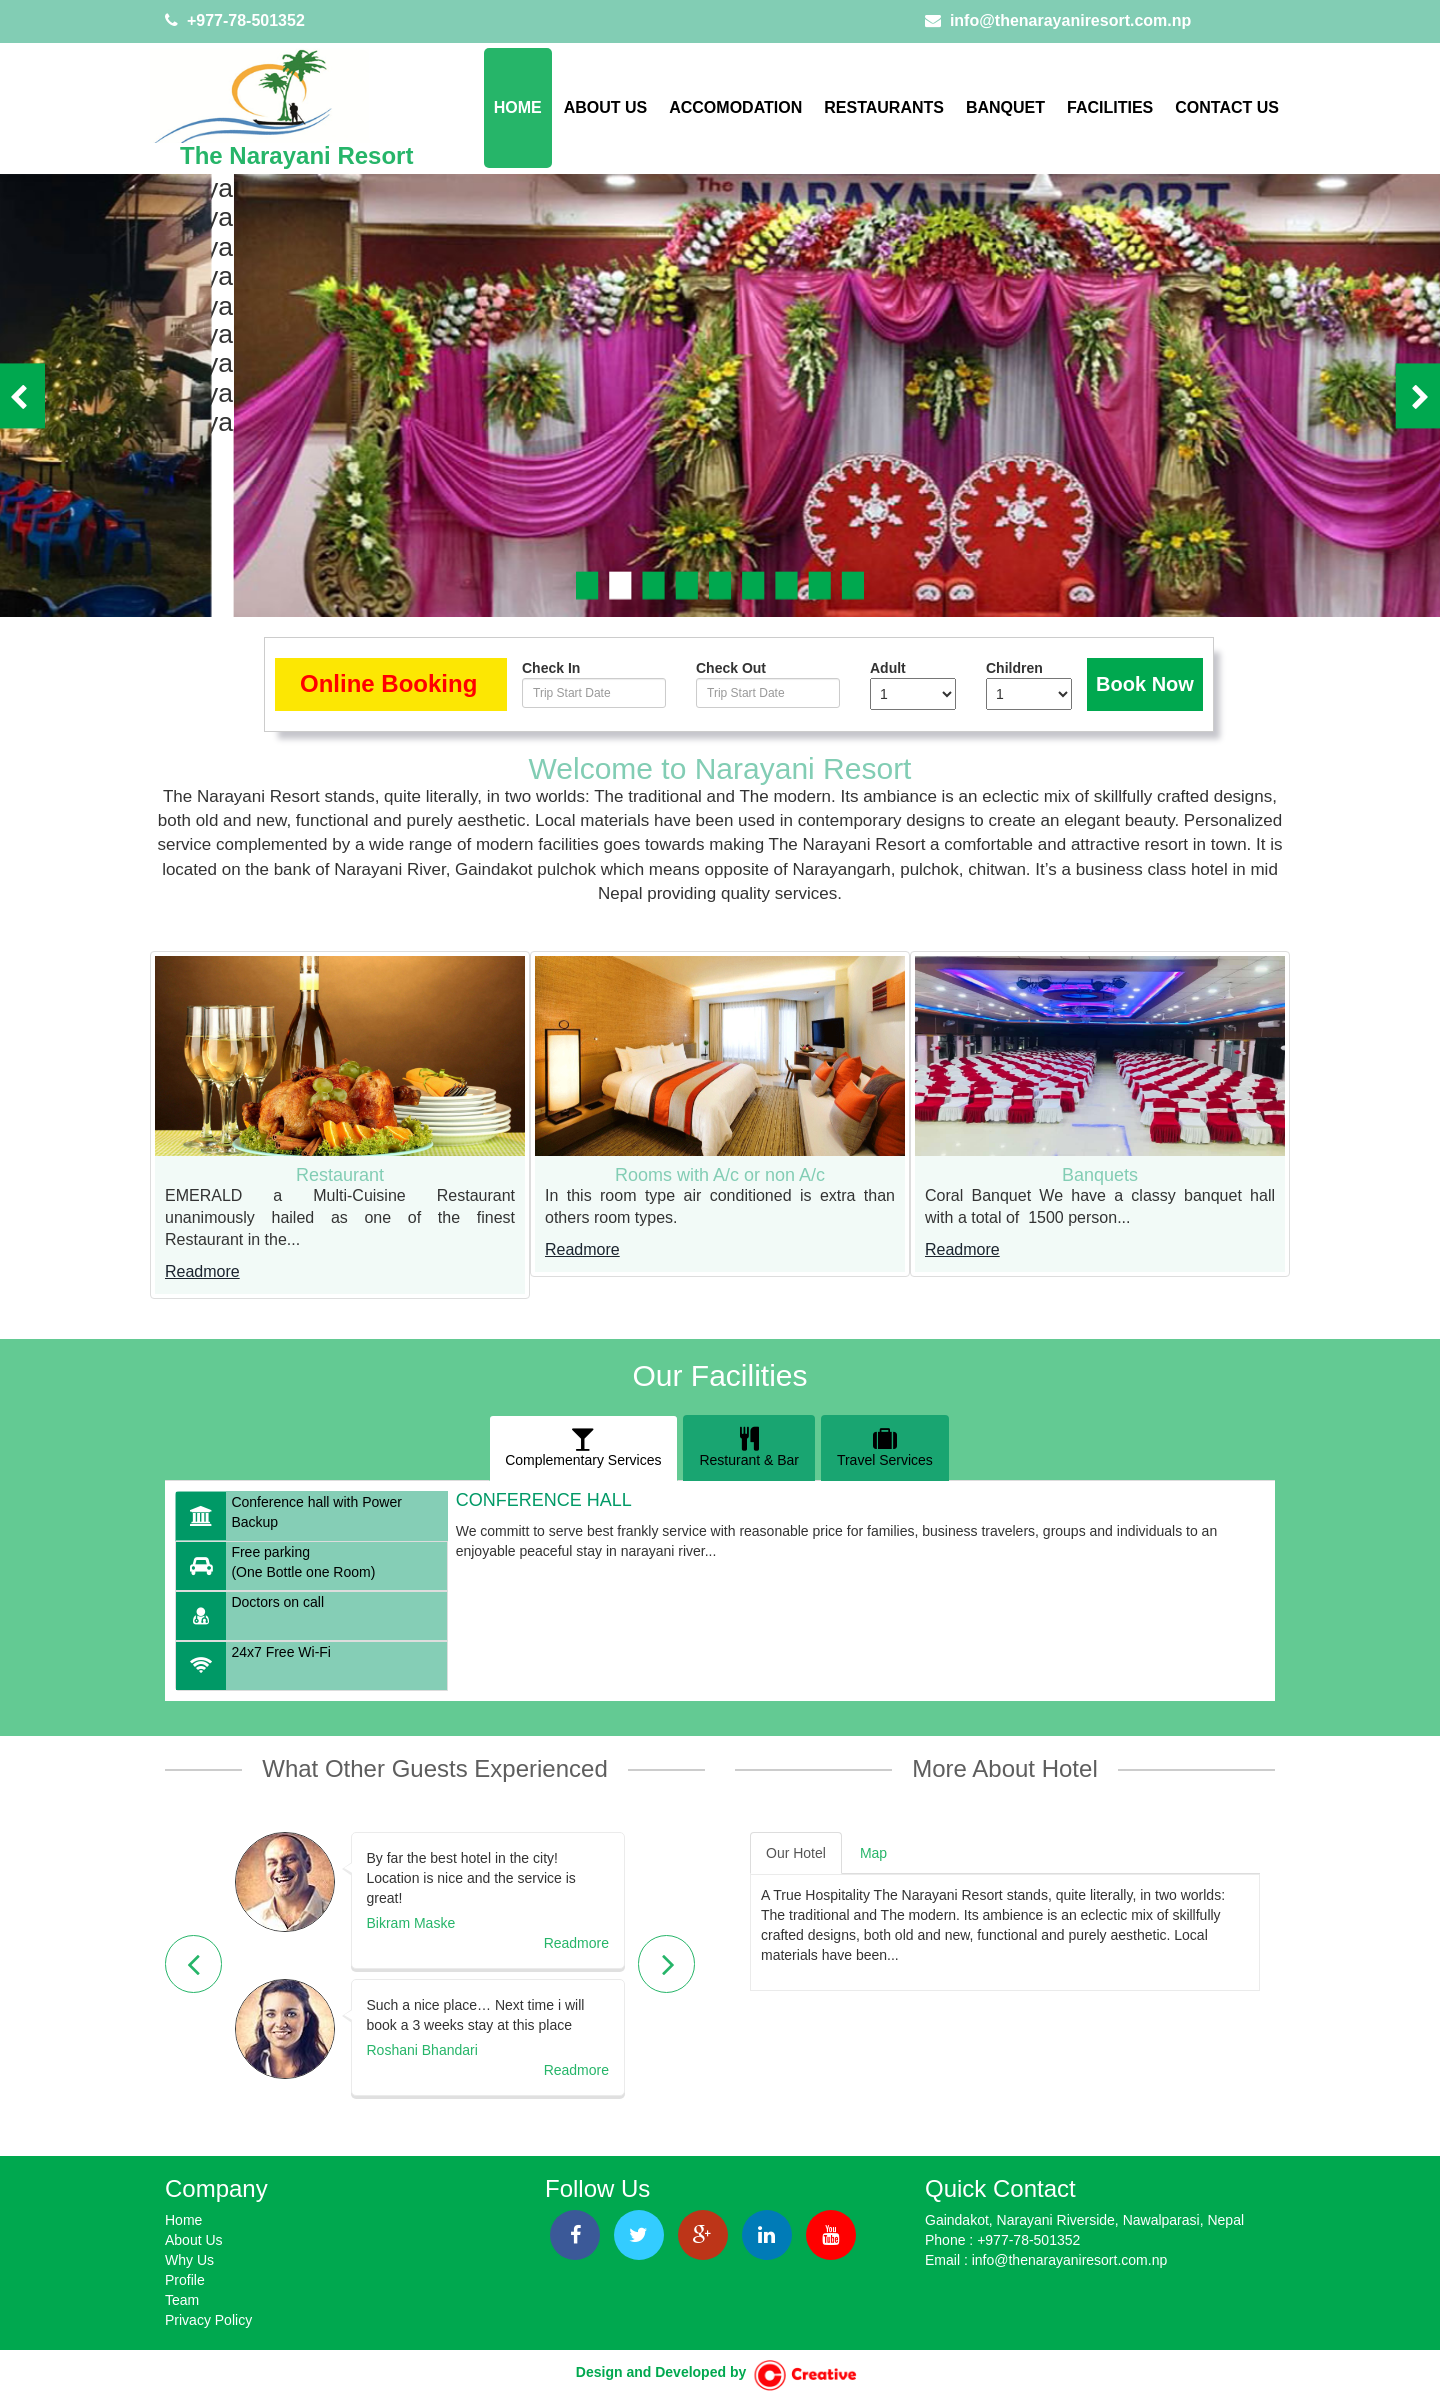 +977-78-501352
info@thenarayaniresort.com.np
The Narayani Resort
HOME
ABOUT US
ACCOMODATION
RESTAURANTS
BANQUET
FACILITIES
CONTACT US
The
Online Booking
Check In
Trip Start Date
Check Out
Trip Start Date
Adult
1
Children
1
Book Now
Welcome to Narayani Resort
The Narayani Resort stands, quite literally, in two worlds: The traditional and The modern. Its ambiance is an eclectic mix of skillfully crafted designs,
both old and new, functional and purely aesthetic. Local materials have been used in contemporary designs to create an elegant beauty. Personalized
service complemented by a wide range of modern facilities goes towards making The Narayani Resort a comfortable and attractive resort in town. It is
located on the bank of Narayani River, Gaindakot pulchok which means opposite of Narayangarh, pulchok, chitwan. It’s a business class hotel in mid
Nepal providing quality services.
Restaurant
EMERALD a Multi-Cuisine Restaurant
unanimously hailed as one of the finest
Restaurant in the...
Readmore
Rooms with A/c or non A/c
In this room type air conditioned is extra than
others room types.
Readmore
Banquets
Coral Banquet We have a classy banquet hall
with a total of 1500 person...
Readmore
Our Facilities
Complementary Services
Resturant & Bar
Travel Services
Conference hall with Power
Backup
Free parking
(One Bottle one Room)
Doctors on call
24x7 Free Wi-Fi
CONFERENCE HALL
We committ to serve best frankly service with reasonable price for families, business travelers, groups and individuals to an
enjoyable peaceful stay in narayani river...
What Other Guests Experienced
By far the best hotel in the city!
Location is nice and the service is
great!
Bikram Maske
Readmore
Such a nice place… Next time i will
book a 3 weeks stay at this place
Roshani Bhandari
Readmore
More About Hotel
Our Hotel
Map
A True Hospitality The Narayani Resort stands, quite literally, in two worlds:
The traditional and The modern. Its ambience is an eclectic mix of skillfully
crafted designs, both old and new, functional and purely aesthetic. Local
materials have been...
Company
Home
About Us
Why Us
Profile
Team
Privacy Policy
Follow Us
You
Tube
Quick Contact
Gaindakot, Narayani Riverside, Nawalparasi, Nepal
Phone : +977-78-501352
Email : info@thenarayaniresort.com.np
Design and Developed by
Creative